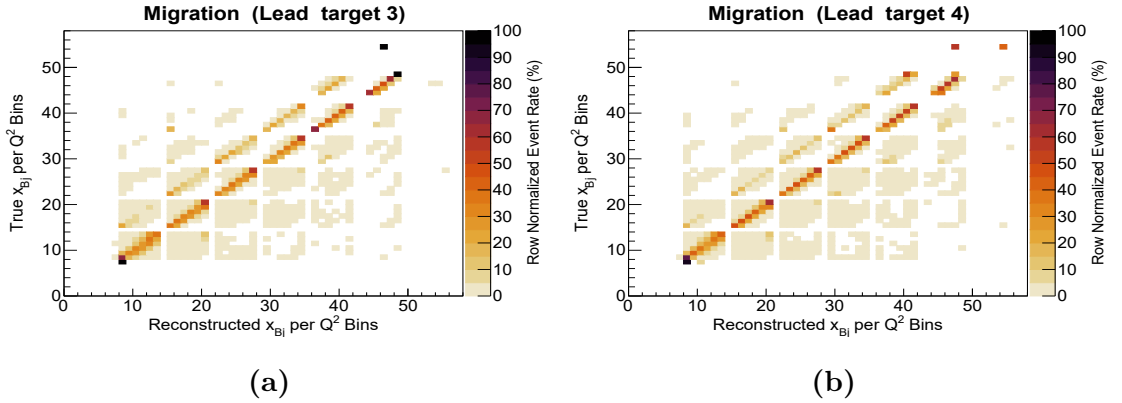 Migration (Lead target 3)
True x_Bj per Q² Bins
50
40
30
20
10
0
0 10 20 30 40 50
Reconstructed x_Bj per Q² Bins
100
90
80
70
60
50
40
30
20
10
0
Row Normalized Event Rate (%)
(a)
Migration (Lead target 4)
True x_Bj per Q² Bins
50
40
30
20
10
0
0 10 20 30 40 50
Reconstructed x_Bj per Q² Bins
100
90
80
70
60
50
40
30
20
10
0
Row Normalized Event Rate (%)
(b)